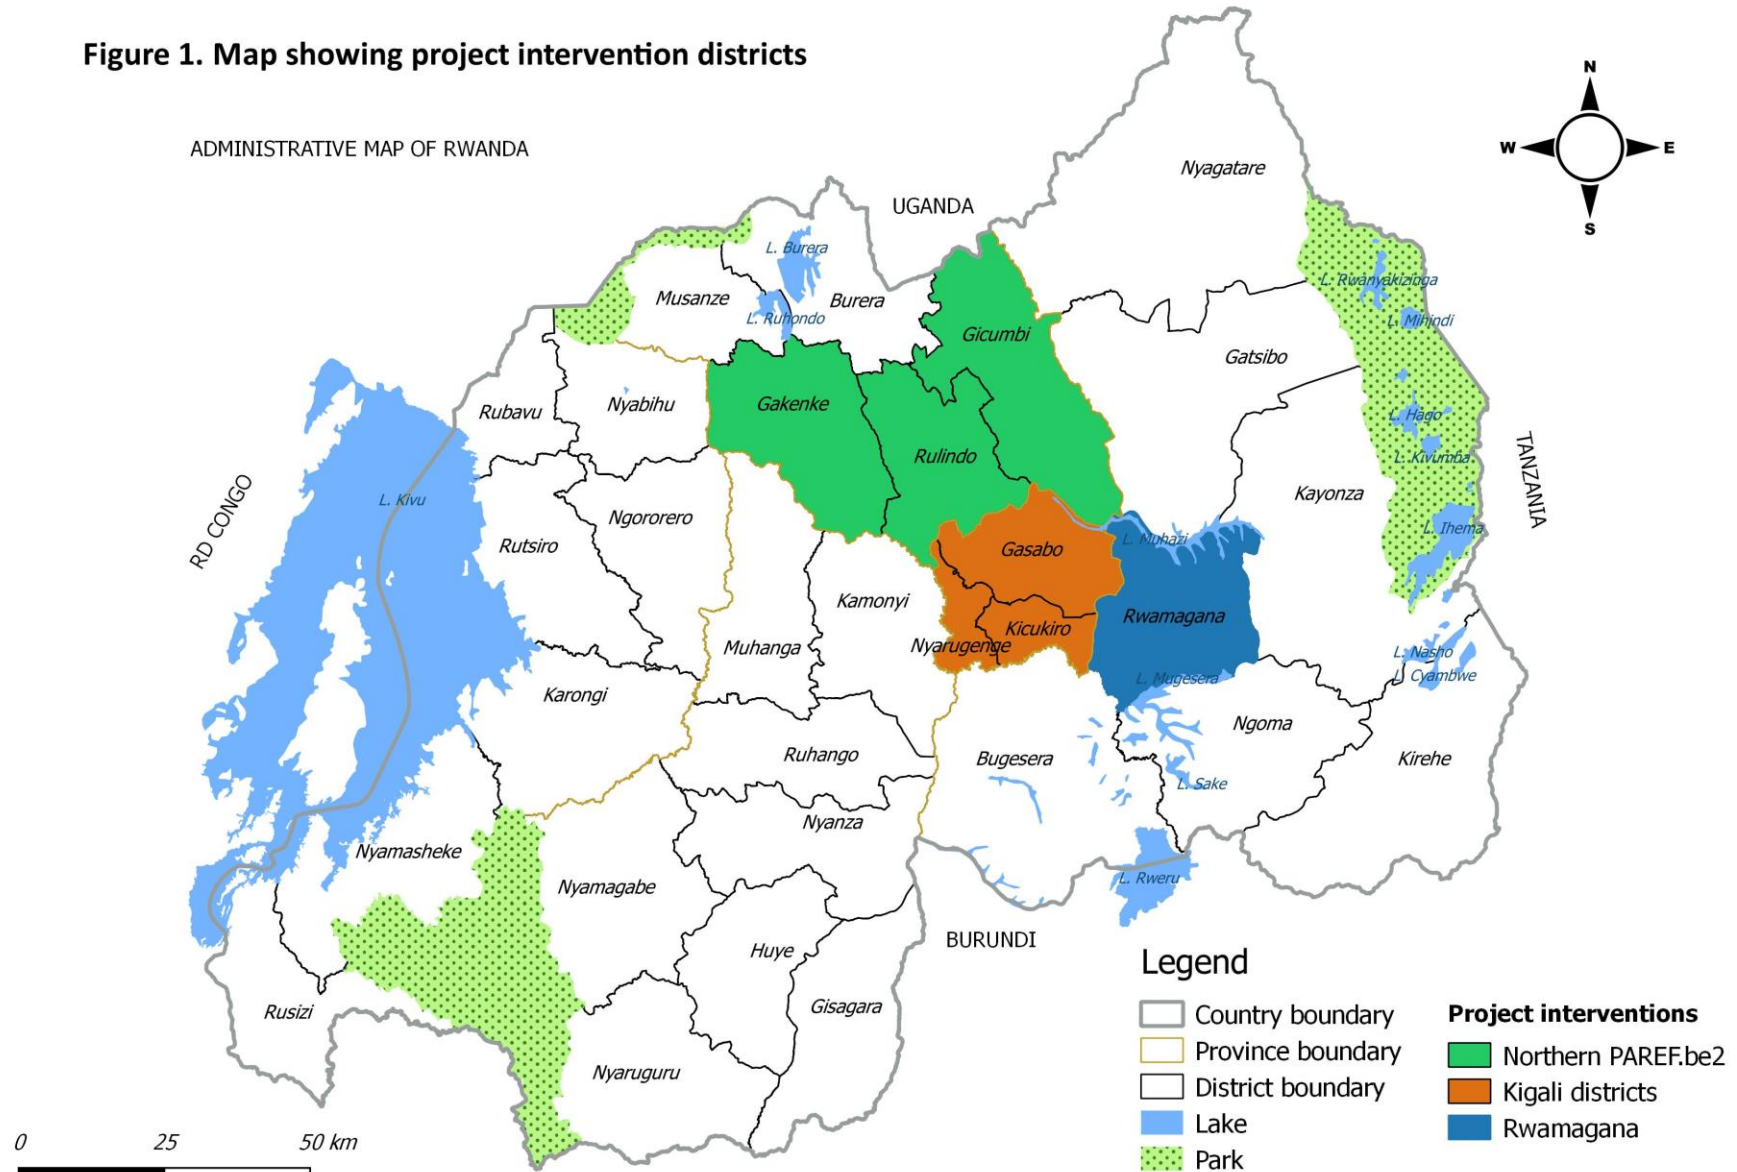 Figure 1. Map showing project intervention districts
ADMINISTRATIVE MAP OF RWANDA
N
W
E
S
UGANDA
Nyagatare
L. Burera
Musanze
Burera
L. Ruhondo
L. Rwanyakizinga
L. Mihindi
Gicumbi
Gatsibo
Rubavu
Nyabihu
Gakenke
L. Hago
Rulindo
L. Kivumba
TANZANIA
RD CONGO
L. Kivu
Ngororero
Kayonza
Rutsiro
Gasabo
L. Muhazi
L. Ihema
Kamonyi
Rwamagana
Kicukiro
Muhanga
Nyarugenge
L. Nasho
L. Cyambwe
L. Mugesera
Karongi
Ngoma
Ruhango
Bugesera
Kirehe
L. Sake
Nyanza
Nyamasheke
Nyamagabe
L. Rweru
Huye
BURUNDI
Rusizi
Gisagara
Nyaruguru
Legend
Country boundary
Province boundary
District boundary
Lake
Park
Project interventions
Northern PAREF.be2
Kigali districts
Rwamagana
0 25 50 km